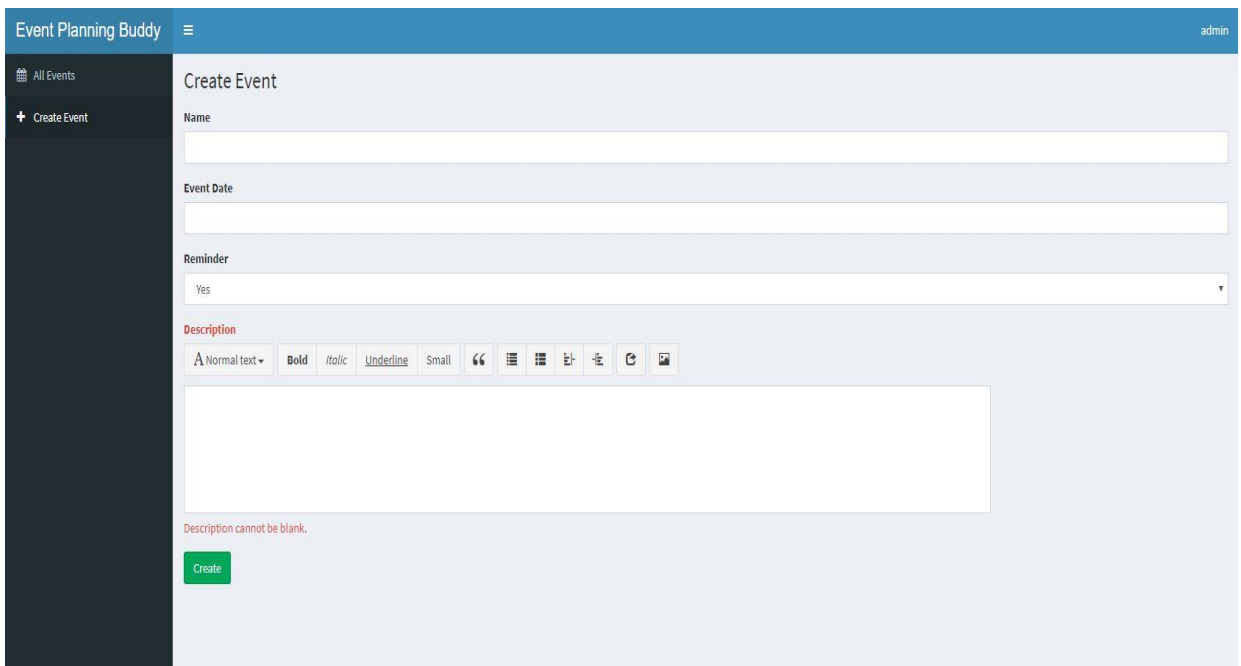 Event Planning Buddy
admin
All Events
Create Event
Create Event
Name
Event Date
Reminder
Yes
Description
A Normal text
Bold
Italic
Underline
Small
Description cannot be blank.
Create